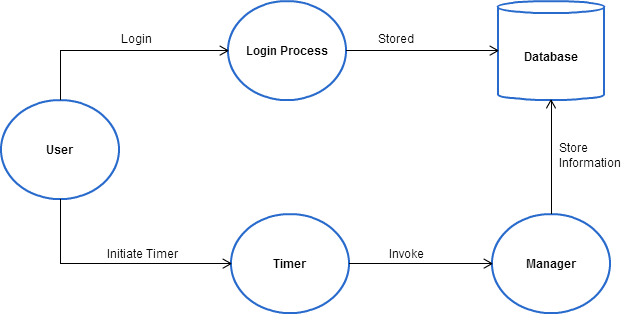 Login
Stored
Login Process
Database
User
Store
Information
Initiate Timer
Invoke
Timer
Manager